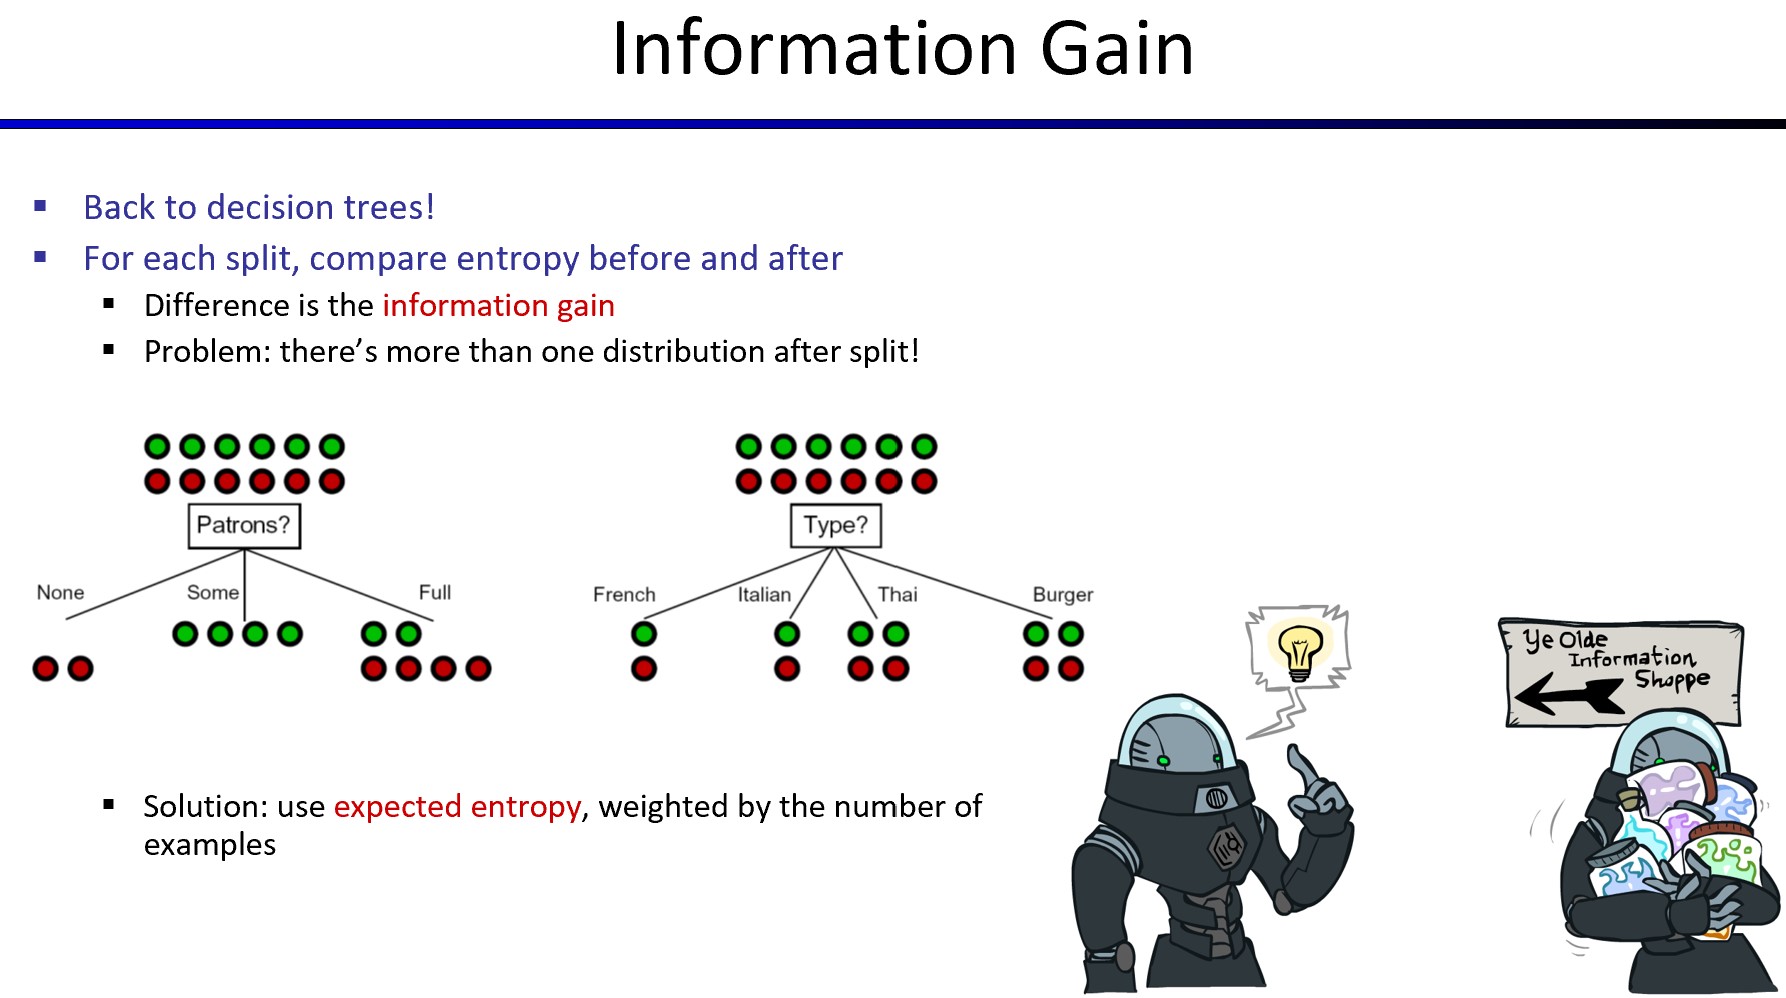 Information Gain
Back to decision trees!
For each split, compare entropy before and after
Difference is the information gain
Problem: there’s more than one distribution after split!
Patrons?
None
Some
Full
Type?
French
Italian
Thai
Burger
Ye Olde
Information
Shoppe
Solution: use expected entropy, weighted by the number of
examples